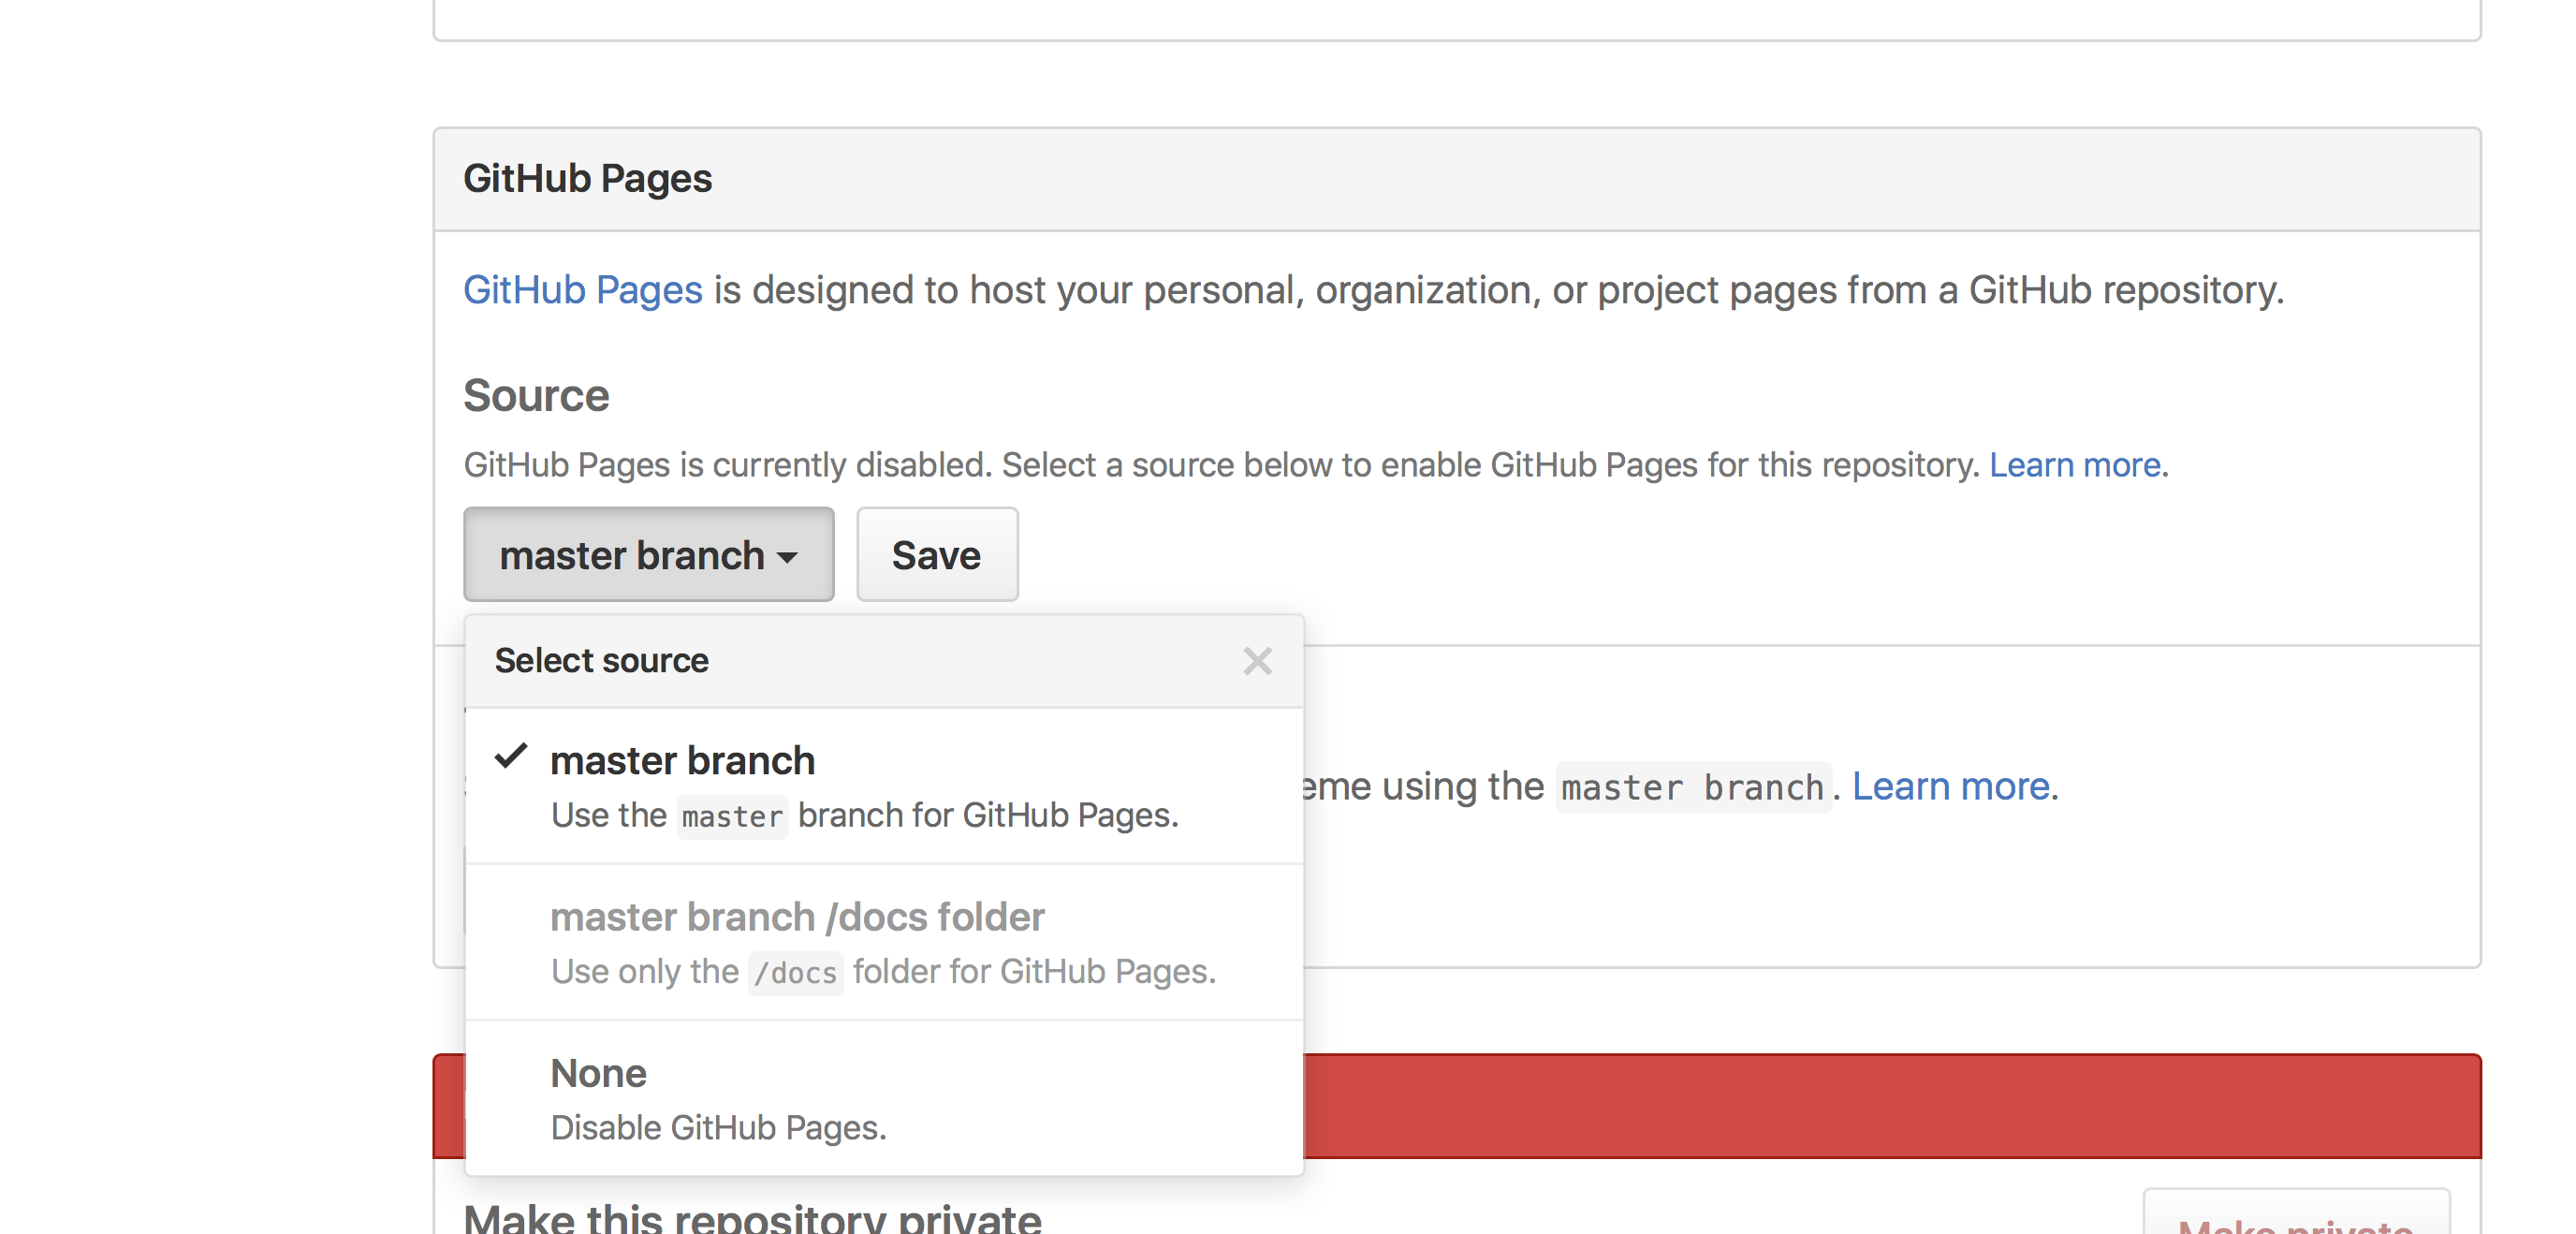 GitHub Pages
GitHub Pages is designed to host your personal, organization, or project pages from a GitHub repository.
Source
GitHub Pages is currently disabled. Select a source below to enable GitHub Pages for this repository. Learn more.
master branch Save
Select source
master branch
eme using the master branch. Learn more.
Use the master branch for GitHub Pages.
master branch /docs folder
Use only the /docs folder for GitHub Pages.
None
Disable GitHub Pages.
Make this repository private
Make private